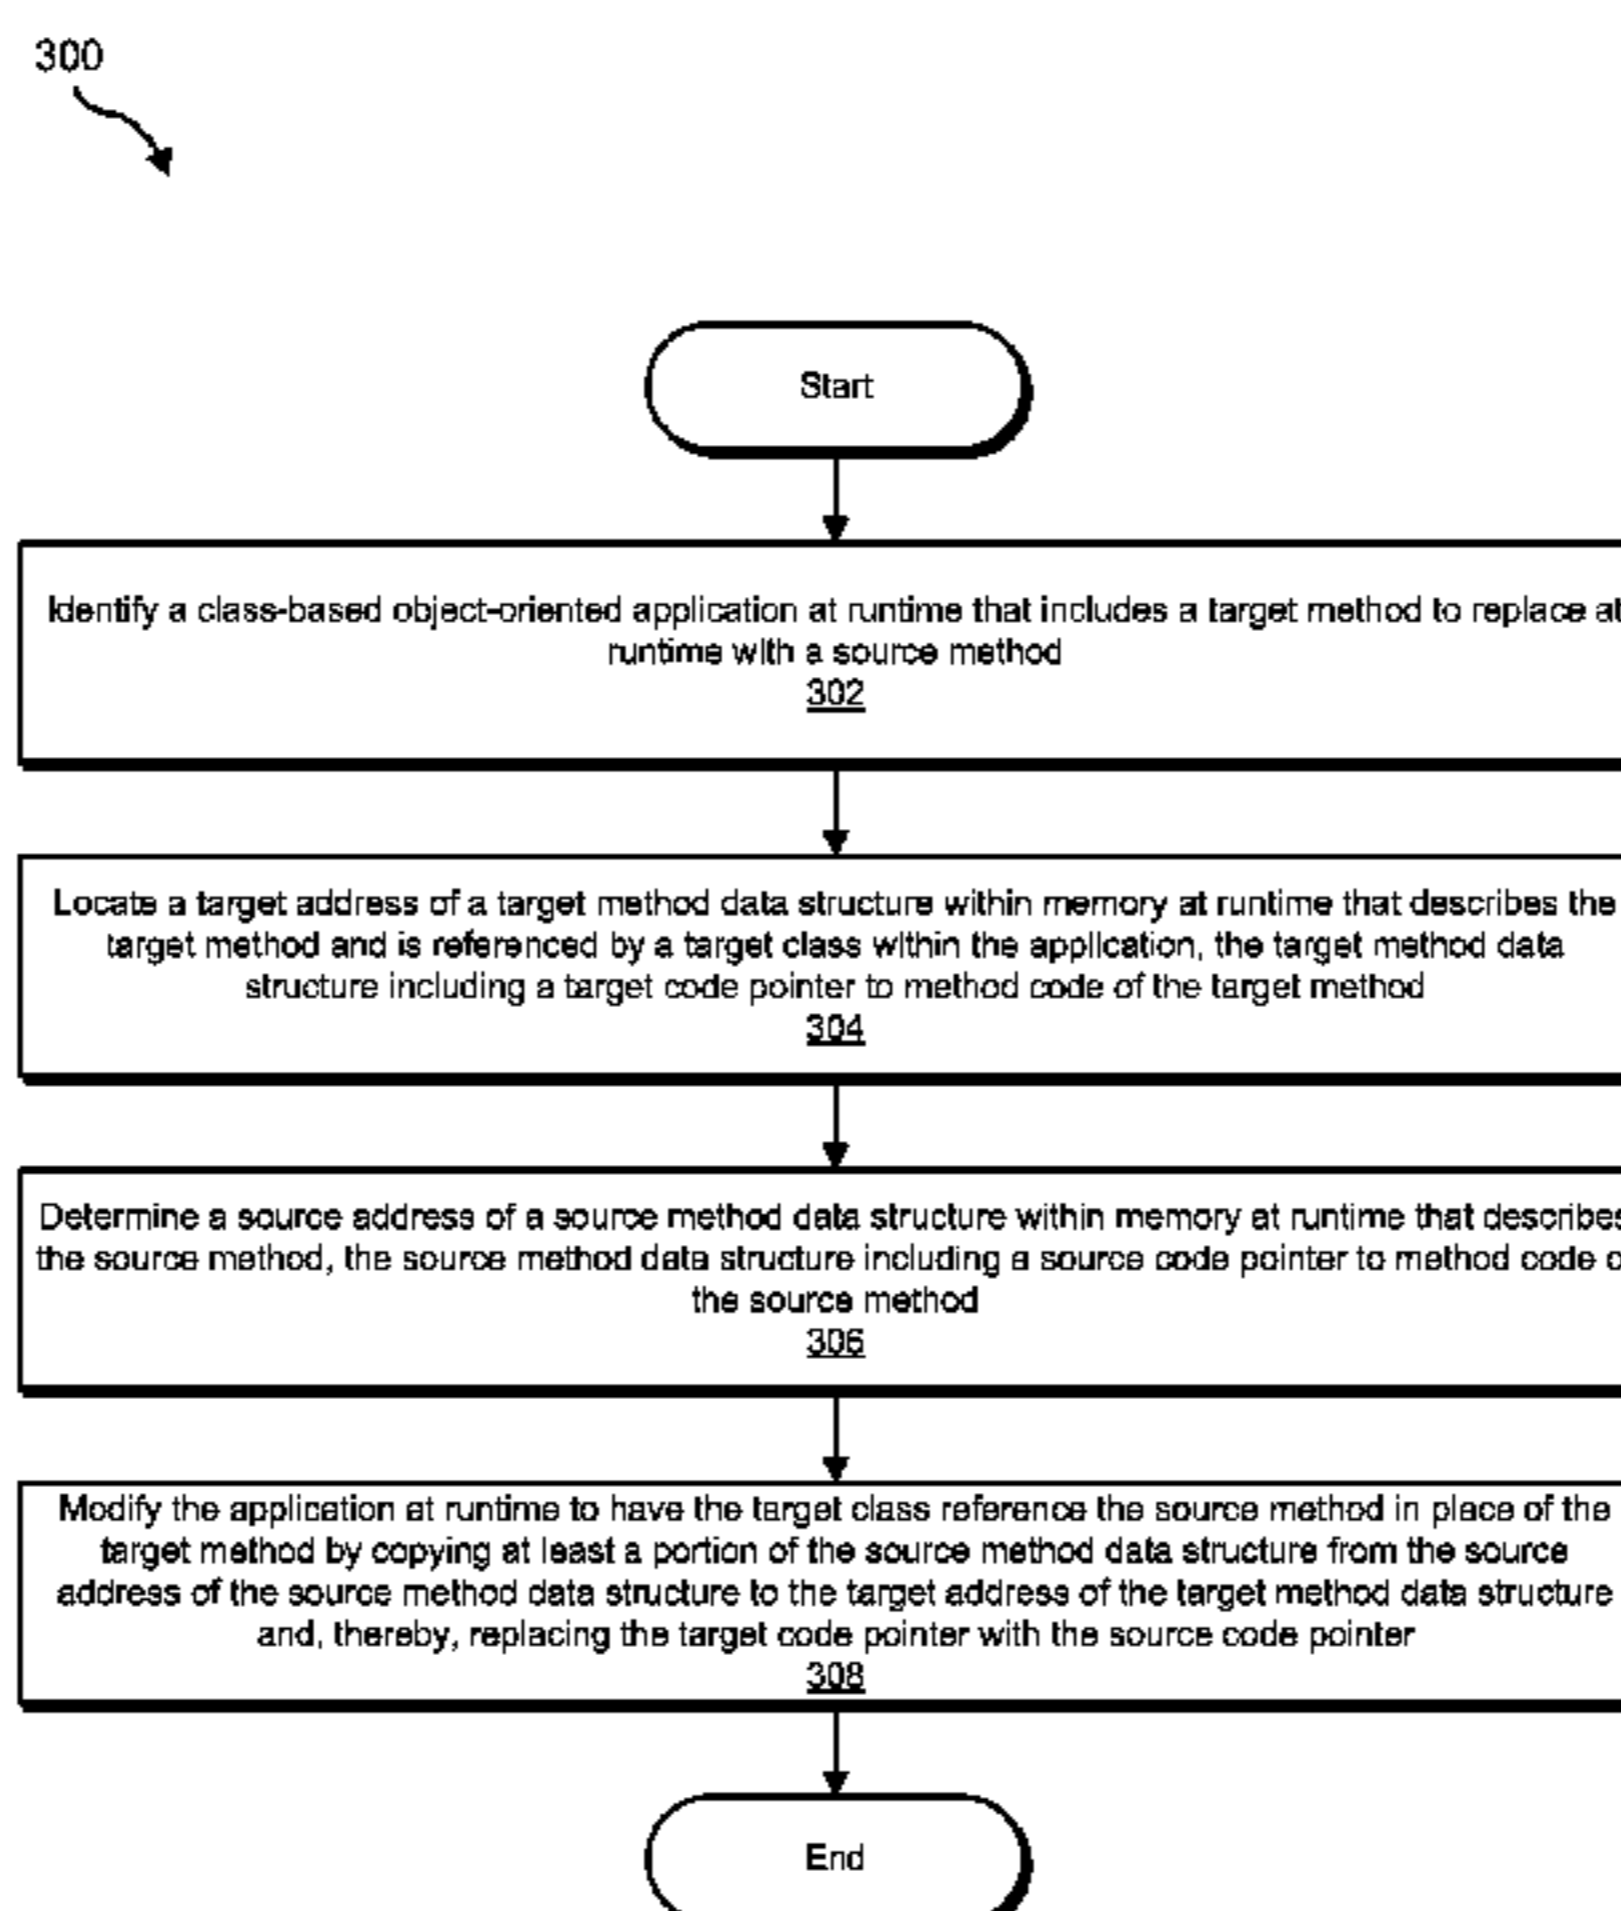 300
Start
Identify a class-based object-oriented application at runtime that includes a target method to replace at
runtime with a source method
302
Locate a target address of a target method data structure within memory at runtime that describes the
target method and is referenced by a target class within the application, the target method data
structure including a target code pointer to method code of the target method
304
Determine a source address of a source method data structure within memory at runtime that describes
the source method, the source method data structure including a source code pointer to method code
the source method
306
Modify the application at runtime to have the target class reference the source method in place of the
target method by copying at least a portion of the source method data structure from the source
address of the source method data structure to the target address of the target method data structure
and, thereby, replacing the target code pointer with the source code pointer
308
End